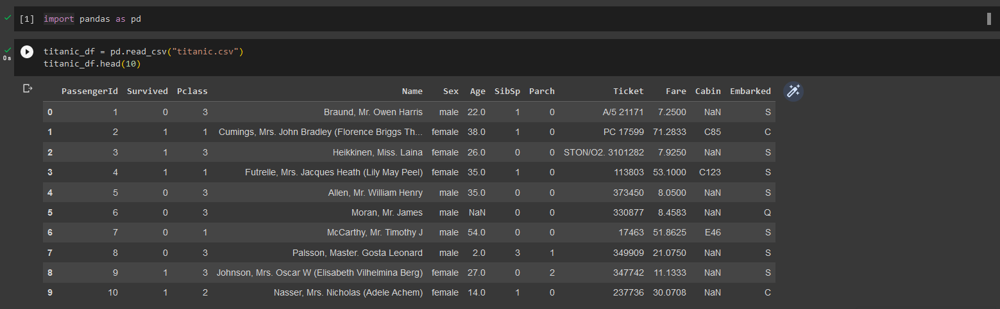 [1] import pandas as pd
titanic_df = pd.read_csv("titanic.csv")
0s
titanic_df.head(10)
PassengerId Survived Pclass Name Sex Age SibSp Parch Ticket Fare Cabin Embarked
0 1 0 3 Braund, Mr. Owen Harris male 22.0 1 0 A/5 21171 7.2500 NaN S
1 2 1 1 Cumings, Mrs. John Bradley (Florence Briggs Th... female 38.0 1 0 PC 17599 71.2833 C85 C
2 3 1 3 Heikkinen, Miss. Laina female 26.0 0 0 STON/O2. 3101282 7.9250 NaN S
3 4 1 1 Futrelle, Mrs. Jacques Heath (Lily May Peel) female 35.0 1 0 113803 53.1000 C123 S
4 5 0 3 Allen, Mr. William Henry male 35.0 0 0 373450 8.0500 NaN S
5 6 0 3 Moran, Mr. James male NaN 0 0 330877 8.4583 NaN Q
6 7 0 1 McCarthy, Mr. Timothy J male 54.0 0 0 17463 51.8625 E46 S
7 8 0 3 Palsson, Master. Gosta Leonard male 2.0 3 1 349909 21.0750 NaN S
8 9 1 3 Johnson, Mrs. Oscar W (Elisabeth Vilhelmina Berg) female 27.0 0 2 347742 11.1333 NaN S
9 10 1 2 Nasser, Mrs. Nicholas (Adele Achem) female 14.0 1 0 237736 30.0708 NaN C